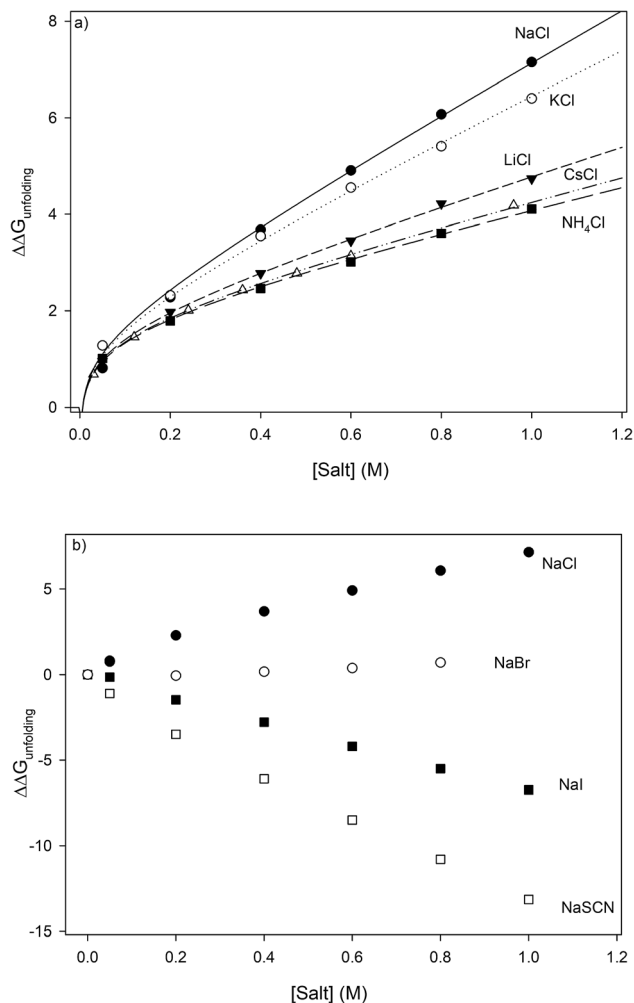 a)
8
6
4
2
0
ΔΔG_unfolding
NaCl
KCl
LiCl
CsCl
NH₄Cl
0.0 0.2 0.4 0.6 0.8 1.0 1.2
[Salt] (M)
b)
5
0
-5
-10
-15
ΔΔG_unfolding
NaCl
NaBr
NaI
NaSCN
0.0 0.2 0.4 0.6 0.8 1.0 1.2
[Salt] (M)